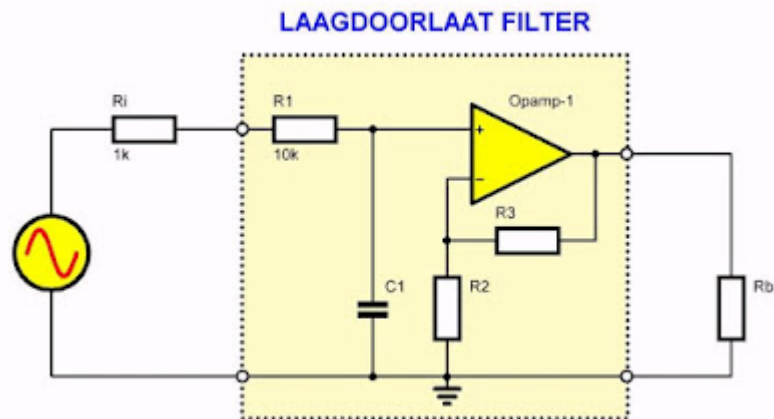 LAAGDOORLAAT FILTER
Ri
1k
R1
10k
Opamp-1
+
−
R3
C1
R2
Rb